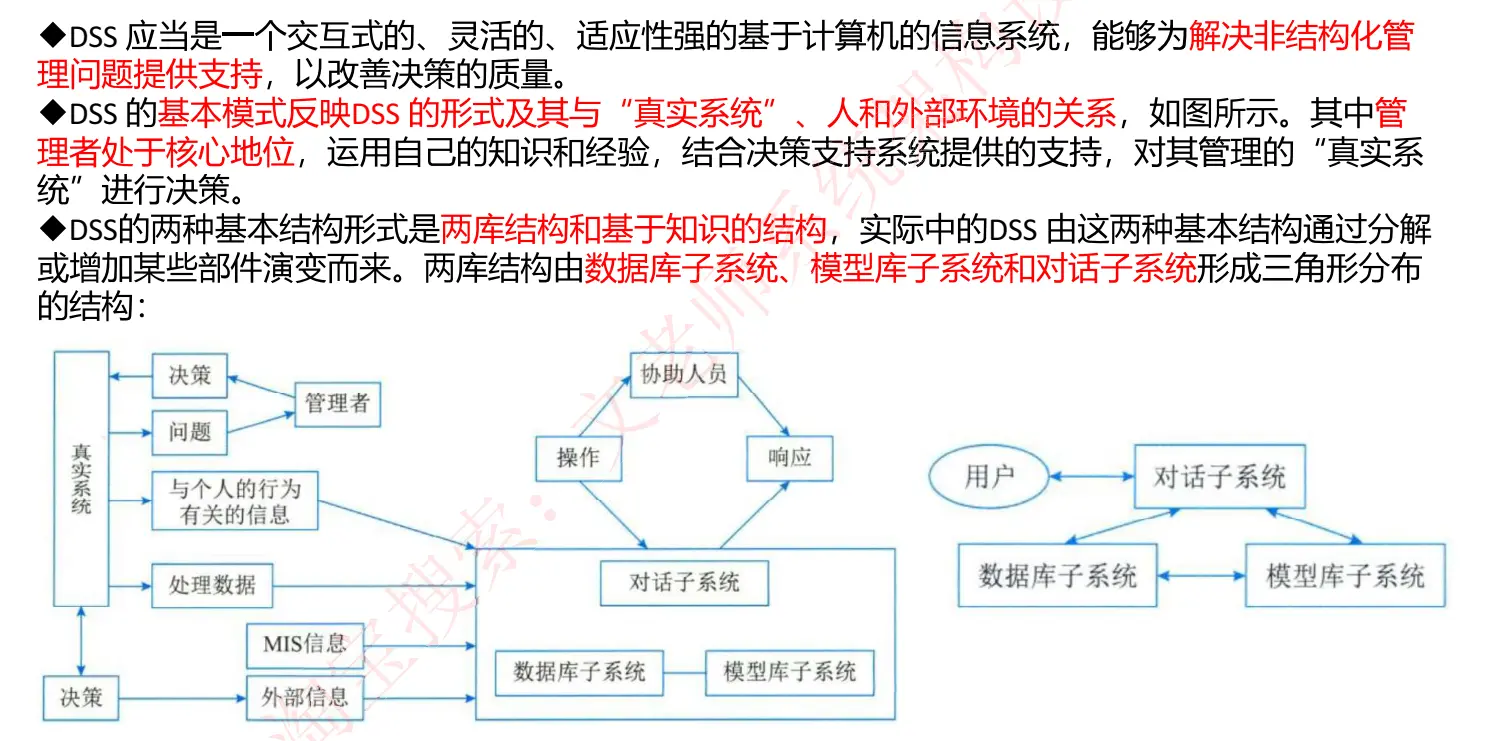 ◆DSS 应当是一个交互式的、灵活的、适应性强的基于计算机的信息系统，能够为解决非结构化管
理问题提供支持，以改善决策的质量。
◆DSS 的基本模式反映DSS 的形式及其与“真实系统”、人和外部环境的关系，如图所示。其中管
理者处于核心地位，运用自己的知识和经验，结合决策支持系统提供的支持，对其管理的“真实系
统”进行决策。
◆DSS的两种基本结构形式是两库结构和基于知识的结构，实际中的DSS 由这两种基本结构通过分解
或增加某些部件演变而来。两库结构由数据库子系统、模型库子系统和对话子系统形成三角形分布
的结构：
真实系统
决策
管理者
问题
与个人的行为
有关的信息
处理数据
MIS信息
决策
外部信息
协助人员
操作
响应
对话子系统
数据库子系统
模型库子系统
用户
对话子系统
数据库子系统
模型库子系统
淘宝搜索：文老师系统架构设